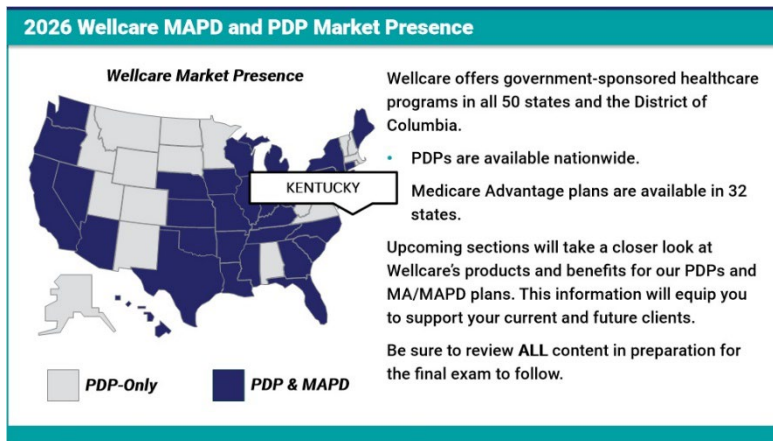 2026 Wellcare MAPD and PDP Market Presence
Wellcare Market Presence
KENTUCKY
PDP-Only
PDP & MAPD
Wellcare offers government-sponsored healthcare
programs in all 50 states and the District of
Columbia.
• PDPs are available nationwide.
Medicare Advantage plans are available in 32
states.
Upcoming sections will take a closer look at
Wellcare's products and benefits for our PDPs and
MA/MAPD plans. This information will equip you
to support your current and future clients.
Be sure to review ALL content in preparation for
the final exam to follow.